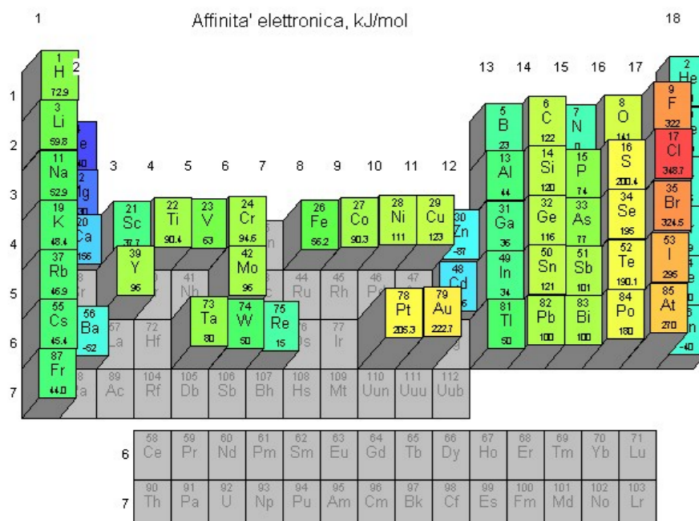 Affinita' elettronica, kJ/mol
1 18
2 13 14 15 16 17
3 4 5 6 7 8 9 10 11 12
1
1 H 72.9
2 He
2
3 Li 59.8
5 B 23
6 C 122
7 N 0
8 O 141
9 F 322
3
11 Na 52.9
13 Al 44
14 Si 120
15 P 74
16 S 200.4
17 Cl 348.7
4
19 K 48.4
20 Ca -156
21 Sc
22 Ti 90.4
23 V 63
24 Cr 94.6
26 Fe 56.2
27 Co 90.3
28 Ni 111
29 Cu 123
30 Zn -87
31 Ga 36
32 Ge 116
33 As 77
34 Se 195
35 Br 324.5
5
37 Rb 46.9
39 Y 96
41 Nh
42 Mo 96
44 Ru
45 Rh
46
47
48 Cd
49 In 34
50 Sn 121
51 Sb 101
52 Te 190.1
53 I 295
6
55 Cs 45.4
56 Ba -52
57 La
72 Hf
73 Ta 80
74 W 50
75 Re 15
76 Os
77 Ir
78 Pt 205.3
79 Au 222.7
81 Tl 50
82 Pb 100
83 Bi 100
84 Po 180
85 At 270
-40
7
87 Fr 44.0
89 Ac
104 Rf
105 Db
106 Sb
107 Bh
108 Hs
109 Mt
110 Uun
111 Uuu
112 Uub
6
58 Ce 59 Pr 60 Nd 61 Pm 62 Sm 63 Eu 64 Gd 65 Tb 66 Dy 67 Ho 68 Er 69 Tm 70 Yb 71 Lu
7
90 Th 91 Pa 92 U 93 Np 94 Pu 95 Am 96 Cm 97 Bk 98 Cf 99 Es 100 Fm 101 Md 102 No 103 Lr